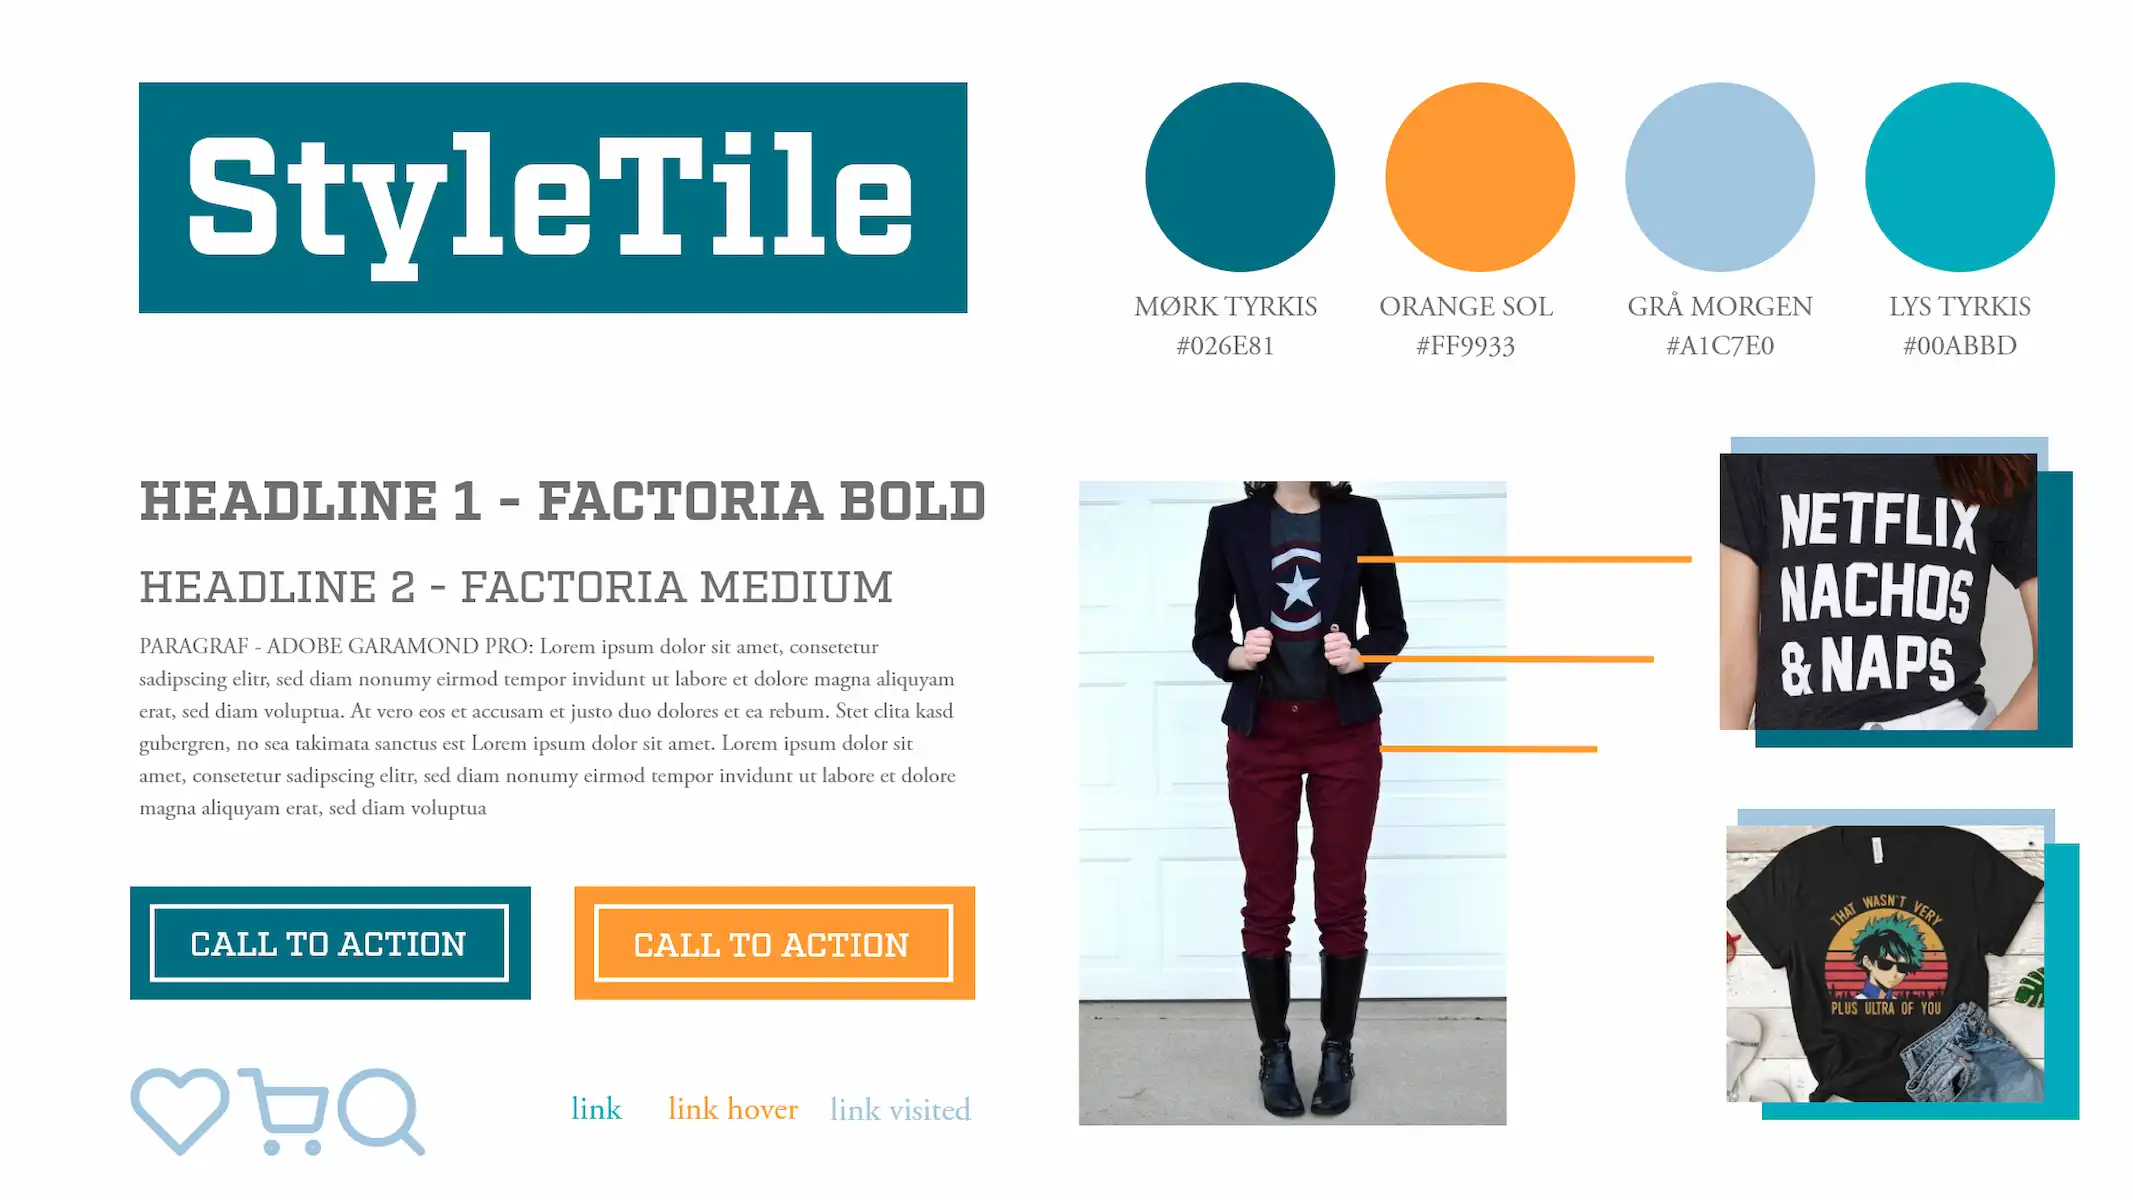 StyleTile
MØRK TYRKIS
#026E81
ORANGE SOL
#FF9933
GRÅ MORGEN
#A1C7E0
LYS TYRKIS
#00ABBD
HEADLINE 1 - FACTORIA BOLD
HEADLINE 2 - FACTORIA MEDIUM
PARAGRAF - ADOBE GARAMOND PRO: Lorem ipsum dolor sit amet, consetetur
sadipscing elitr, sed diam nonumy eirmod tempor invidunt ut labore et dolore magna aliquyam
erat, sed diam voluptua. At vero eos et accusam et justo duo dolores et ea rebum. Stet clita kasd
gubergren, no sea takimata sanctus est Lorem ipsum dolor sit amet. Lorem ipsum dolor sit
amet, consetetur sadipscing elitr, sed diam nonumy eirmod tempor invidunt ut labore et dolore
magna aliquyam erat, sed diam voluptua
CALL TO ACTION
CALL TO ACTION
link
link hover
link visited
NETFLIX
NACHOS
& NAPS
THAT WASN'T VERY
PLUS ULTRA OF YOU